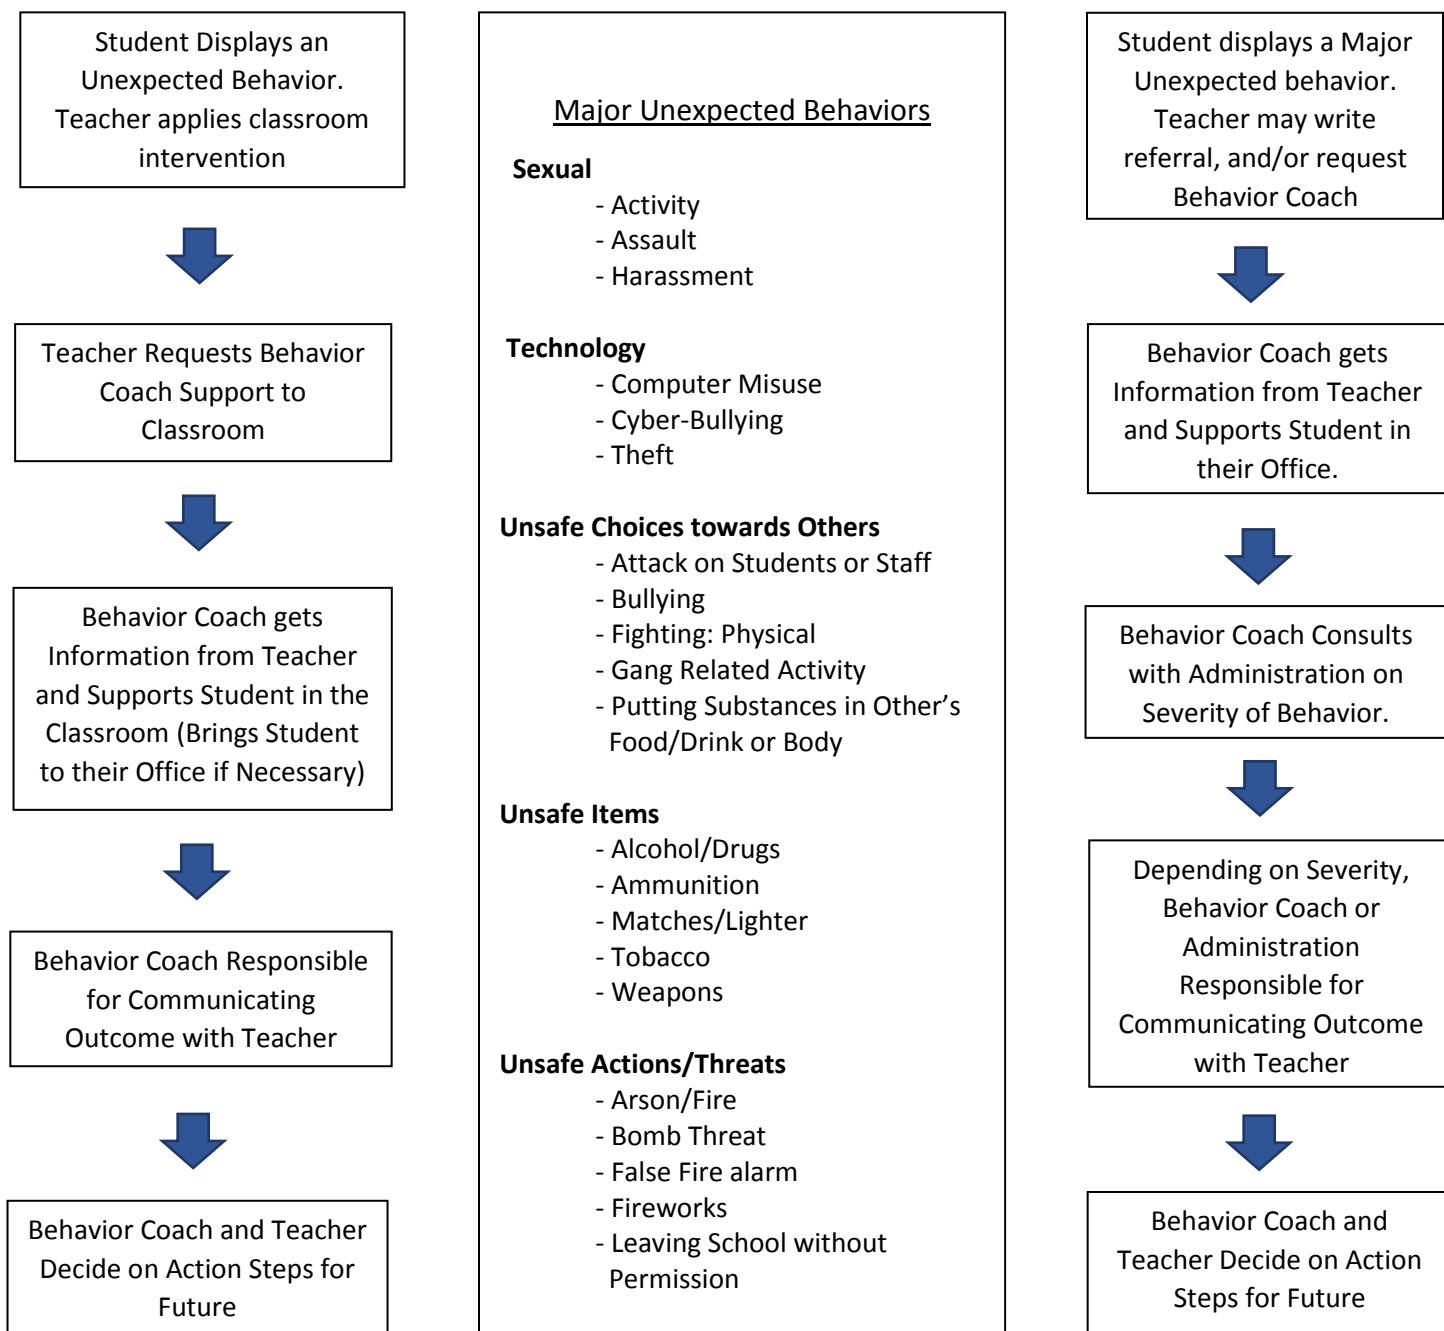 Student Displays an
Unexpected Behavior.
Teacher applies classroom
intervention
Teacher Requests Behavior
Coach Support to
Classroom
Behavior Coach gets
Information from Teacher
and Supports Student in the
Classroom (Brings Student
to their Office if Necessary)
Behavior Coach Responsible
for Communicating
Outcome with Teacher
Behavior Coach and Teacher
Decide on Action Steps for
Future
Major Unexpected Behaviors
Sexual
- Activity
- Assault
- Harassment
Technology
- Computer Misuse
- Cyber-Bullying
- Theft
Unsafe Choices towards Others
- Attack on Students or Staff
- Bullying
- Fighting: Physical
- Gang Related Activity
- Putting Substances in Other’s
Food/Drink or Body
Unsafe Items
- Alcohol/Drugs
- Ammunition
- Matches/Lighter
- Tobacco
- Weapons
Unsafe Actions/Threats
- Arson/Fire
- Bomb Threat
- False Fire alarm
- Fireworks
- Leaving School without
Permission
Student displays a Major
Unexpected behavior.
Teacher may write
referral, and/or request
Behavior Coach
Behavior Coach gets
Information from Teacher
and Supports Student in
their Office.
Behavior Coach Consults
with Administration on
Severity of Behavior.
Depending on Severity,
Behavior Coach or
Administration
Responsible for
Communicating Outcome
with Teacher
Behavior Coach and
Teacher Decide on Action
Steps for Future